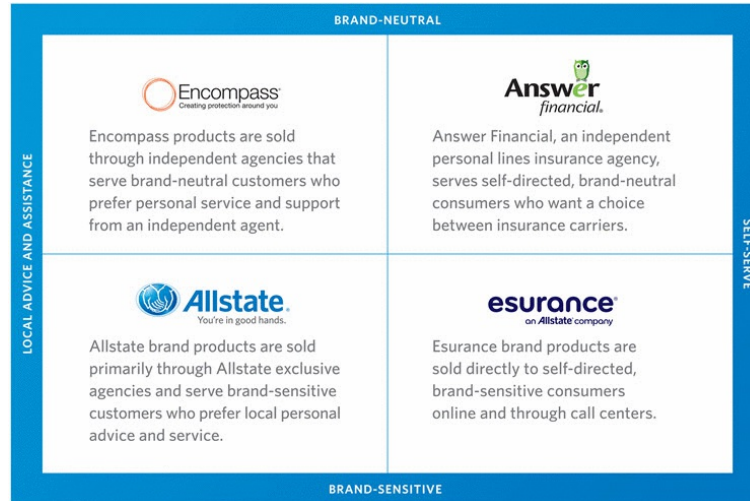 BRAND-NEUTRAL
LOCAL ADVICE AND ASSISTANCE
Encompass®
Creating protection around you
Encompass products are sold
through independent agencies that
serve brand-neutral customers who
prefer personal service and support
from an independent agent.
Answer
financial®
Answer Financial, an independent
personal lines insurance agency,
serves self-directed, brand-neutral
consumers who want a choice
between insurance carriers.
SELF-SERVE
Allstate®
You're in good hands.
Allstate brand products are sold
primarily through Allstate exclusive
agencies and serve brand-sensitive
customers who prefer local personal
advice and service.
esurance®
an Allstate® company
Esurance brand products are
sold directly to self-directed,
brand-sensitive consumers
online and through call centers.
BRAND-SENSITIVE